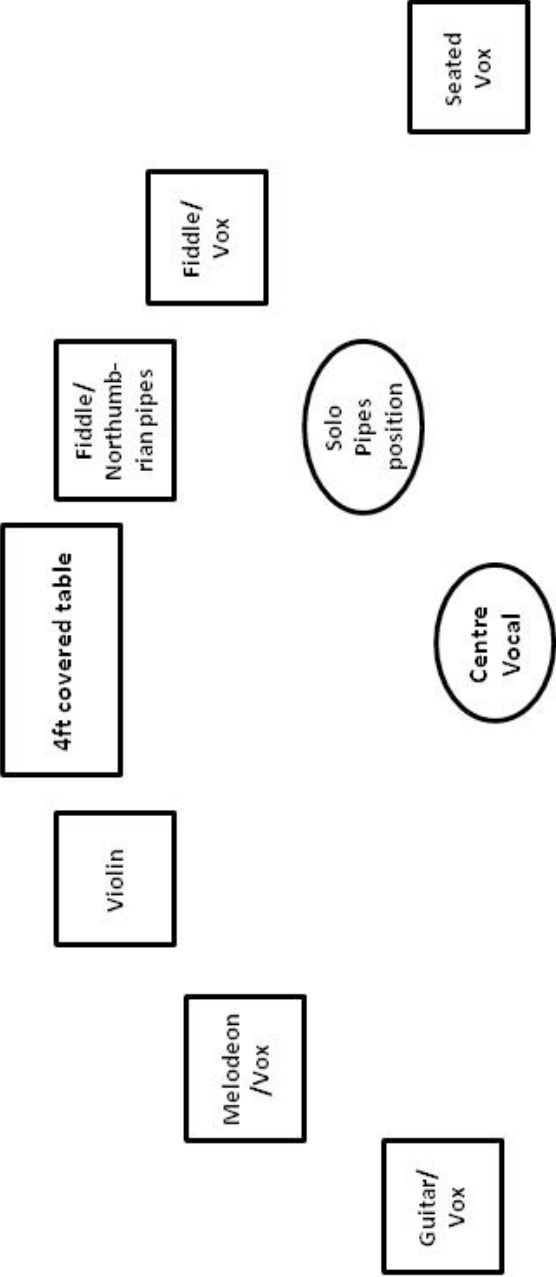 4ft covered table
Violin
Fiddle/
Northumb-
rian pipes
Fiddle/
Vox
Melodeon
/Vox
Solo
Pipes
position
Guitar/
Vox
Seated
Vox
Centre
Vocal